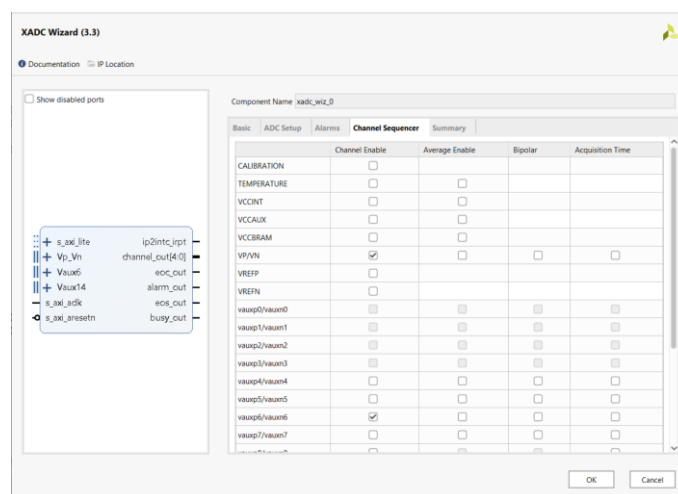 XADC Wizard (3.3)
Documentation IP Location
Show disabled ports
s_axi_lite
Vp_Vn
Vaux6
Vaux14
s_axi_aclk
s_axi_aresetn
ip2intc_irpt
channel_out[4:0]
eoc_out
alarm_out
eos_out
busy_out
Component Name xadc_wiz_0
Basic ADC Setup Alarms Channel Sequencer Summary
Channel Enable Average Enable Bipolar Acquisition Time
CALIBRATION
TEMPERATURE
VCCINT
VCCAUX
VCCBRAM
VP/VN
VREFP
VREFN
vauxp0/vauxn0
vauxp1/vauxn1
vauxp2/vauxn2
vauxp3/vauxn3
vauxp4/vauxn4
vauxp5/vauxn5
vauxp6/vauxn6
vauxp7/vauxn7
OK Cancel